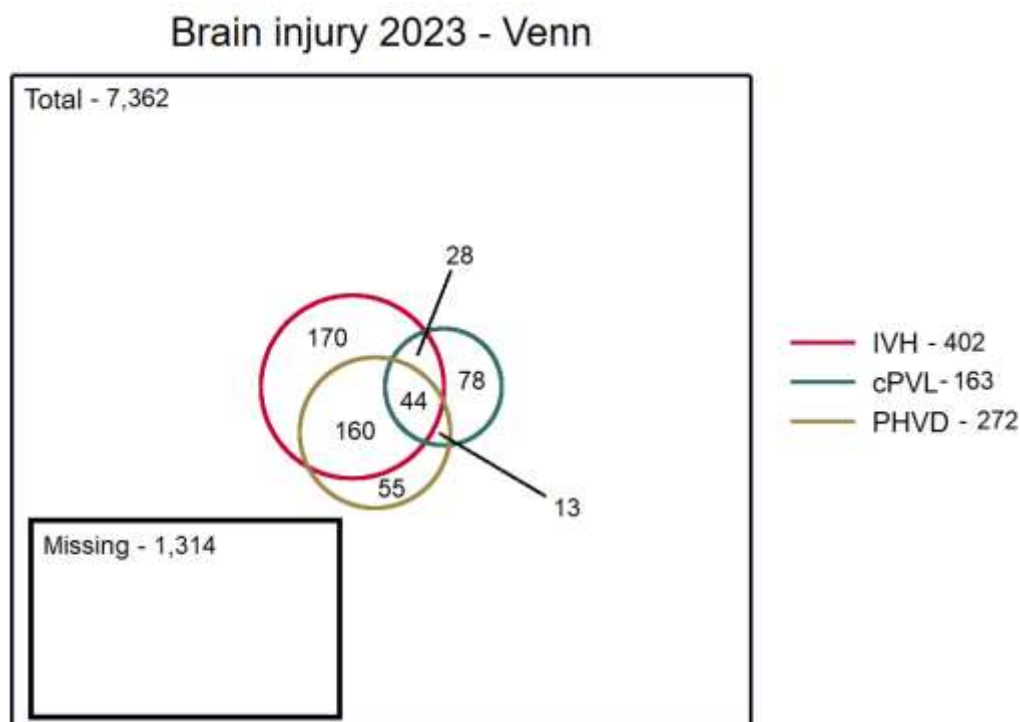 Brain injury 2023 - Venn
Total - 7,362
28
170
78
44
160
55
13
Missing - 1,314
IVH - 402
cPVL- 163
PHVD - 272